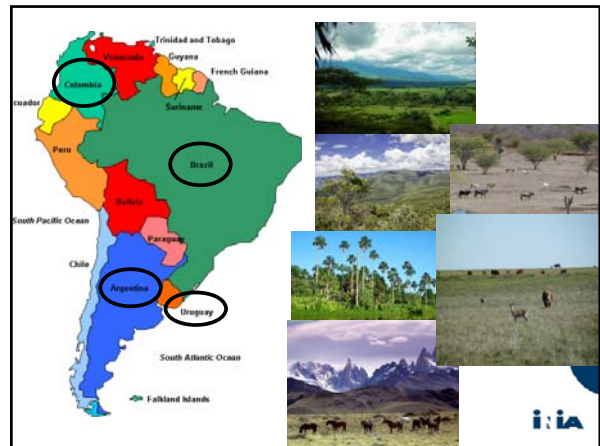 Trinidad and Tobago
Venezuela
Guyana
French Guiana
Colombia
Suriname
cuador
Peru
Brazil
Bolivia
South Pacific Ocean
Paraguay
Chile
Argentina
Uruguay
South Atlantic Ocean
Falkland Islands
iNiA